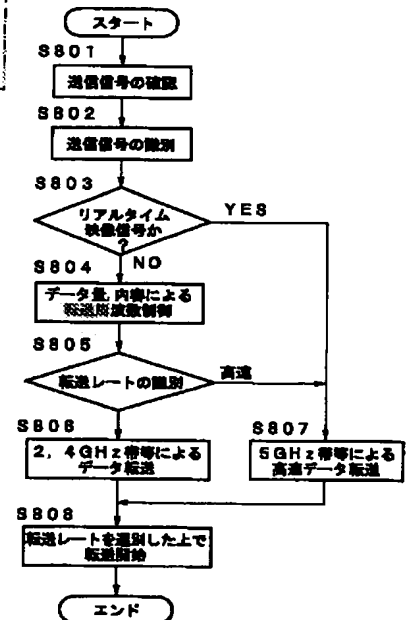 スタート
S801
送信信号の確認
S802
送信信号の識別
S803
リアルタイム
映像信号か
?
YES
NO
S804
データ量,内容による
転送周波数制御
S805
転送レートの識別
高速
S806
2,4GHz帯等による
データ転送
S807
5GHz帯等による
高速データ転送
S808
転送レートを選別した上で
転送開始
エンド